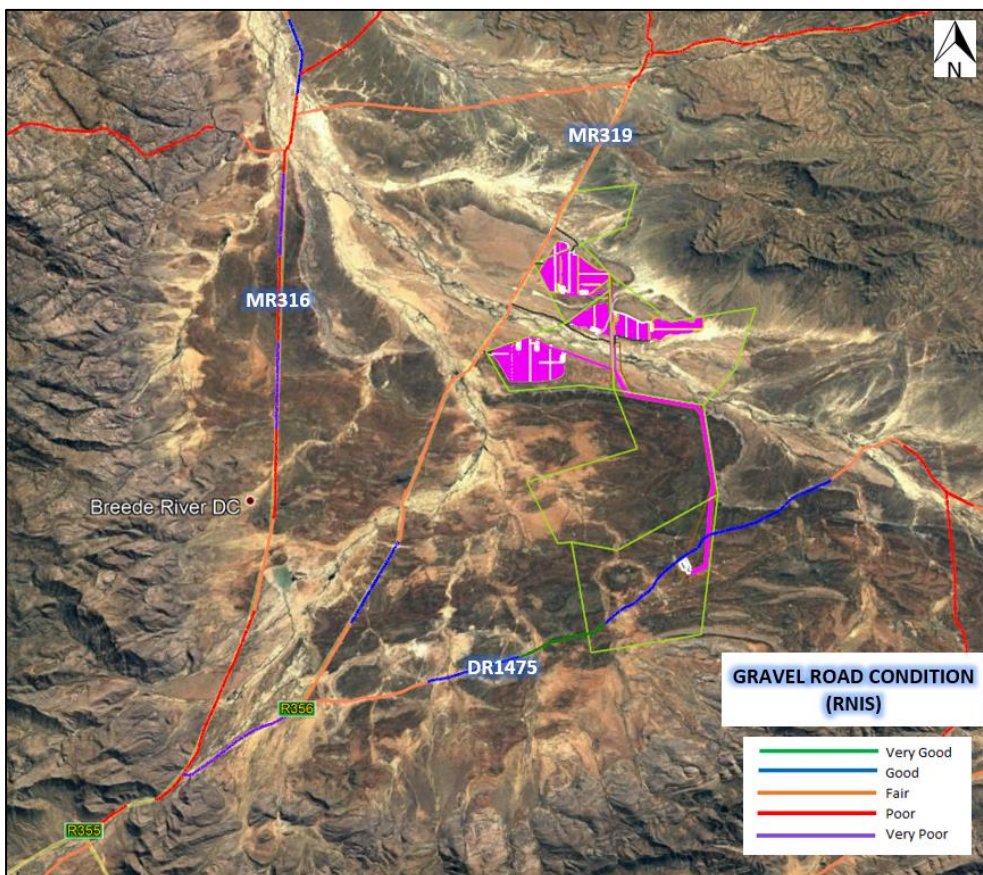 N
MR319
MR316
Breede River DC
DR1475
R356
R355
GRAVEL ROAD CONDITION
(RNIS)
Very Good
Good
Fair
Poor
Very Poor